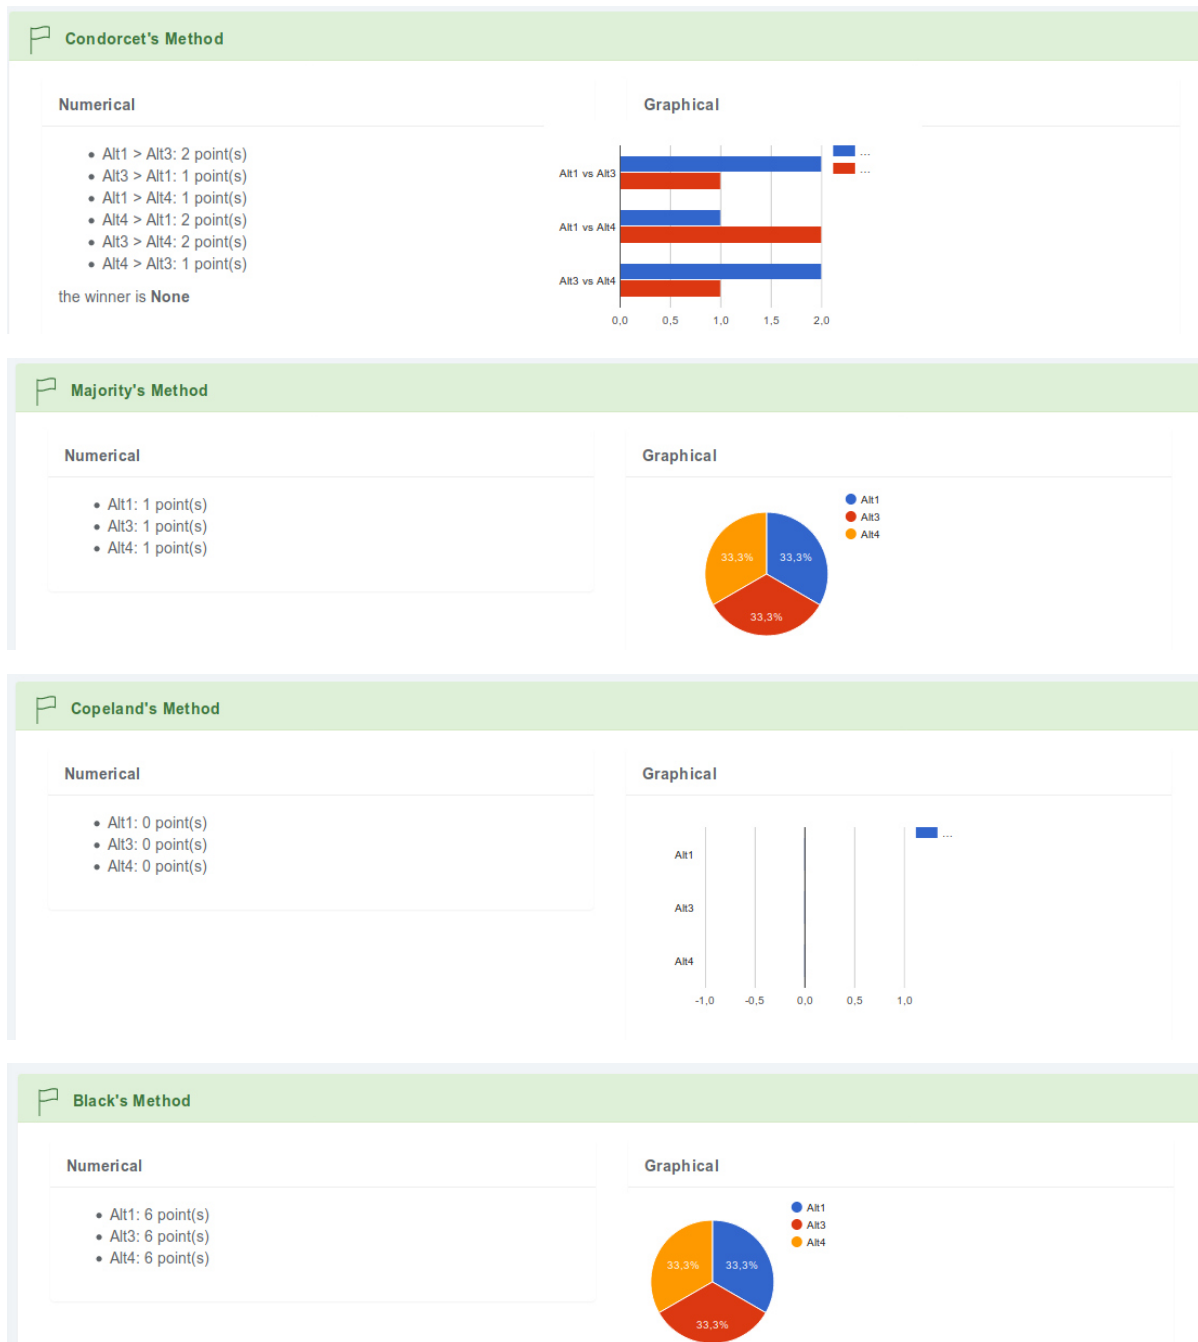 Condorcet's Method
Numerical
Graphical
Alt1 > Alt3: 2 point(s)
Alt3 > Alt1: 1 point(s)
Alt1 > Alt4: 1 point(s)
Alt4 > Alt1: 2 point(s)
Alt3 > Alt4: 2 point(s)
Alt4 > Alt3: 1 point(s)
the winner is None
...
...
Alt1 vs Alt3
Alt1 vs Alt4
Alt3 vs Alt4
0,0 0,5 1,0 1,5 2,0
Majority's Method
Numerical
Graphical
Alt1: 1 point(s)
Alt3: 1 point(s)
Alt4: 1 point(s)
Alt1
Alt3
Alt4
33,3% 33,3%
33,3%
Copeland's Method
Numerical
Graphical
Alt1: 0 point(s)
Alt3: 0 point(s)
Alt4: 0 point(s)
...
Alt1
Alt3
Alt4
-1,0 -0,5 0,0 0,5 1,0
Black's Method
Numerical
Graphical
Alt1: 6 point(s)
Alt3: 6 point(s)
Alt4: 6 point(s)
Alt1
Alt3
Alt4
33,3% 33,3%
33,3%